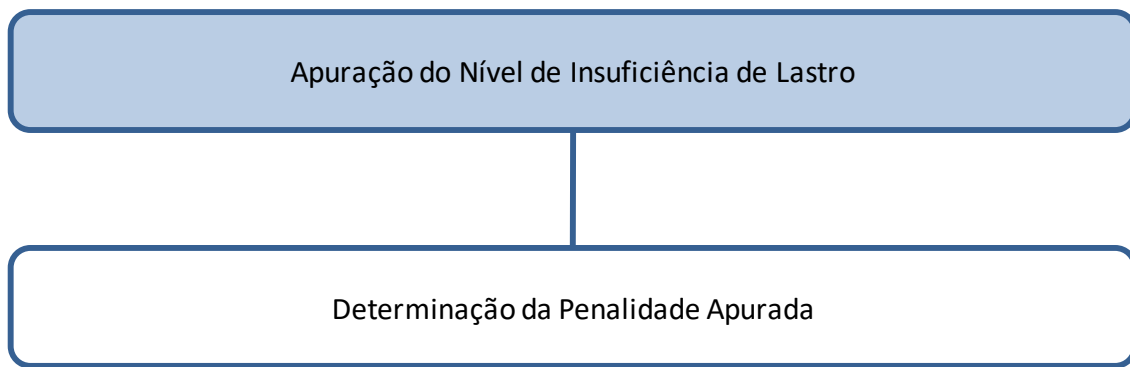 Apuração do Nível de Insuficiência de Lastro
Determinação da Penalidade Apurada